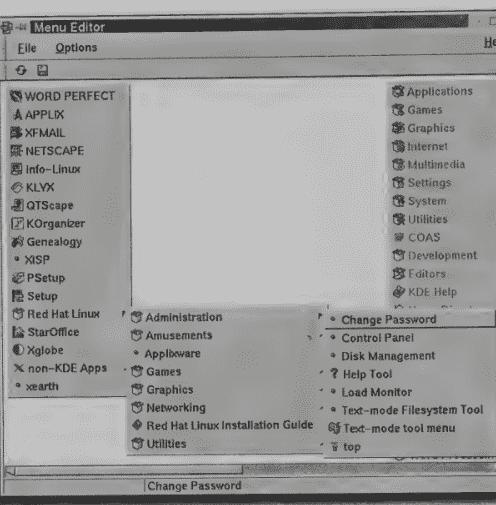 Menu Editor
File Options
WORD PERFECT
APPLIX
XFMAIL
NETSCAPE
Info-Linux
KLYX
QTScape
KOrganizer
Genealogy
XISP
PSetup
Setup
Red Hat Linux
StarOffice
Xglobe
non-KDE Apps
xearth
Administration
Amusements
Applixware
Games
Graphics
Networking
Red Hat Linux Installation Guide
Utilities
Applications
Games
Graphics
Internet
Multimedia
Settings
System
Utilities
COAS
Development
Editors
KDE Help
Change Password
Control Panel
Disk Management
Help Tool
Load Monitor
Text-mode Filesystem Tool
Text-mode tool menu
top
Change Password